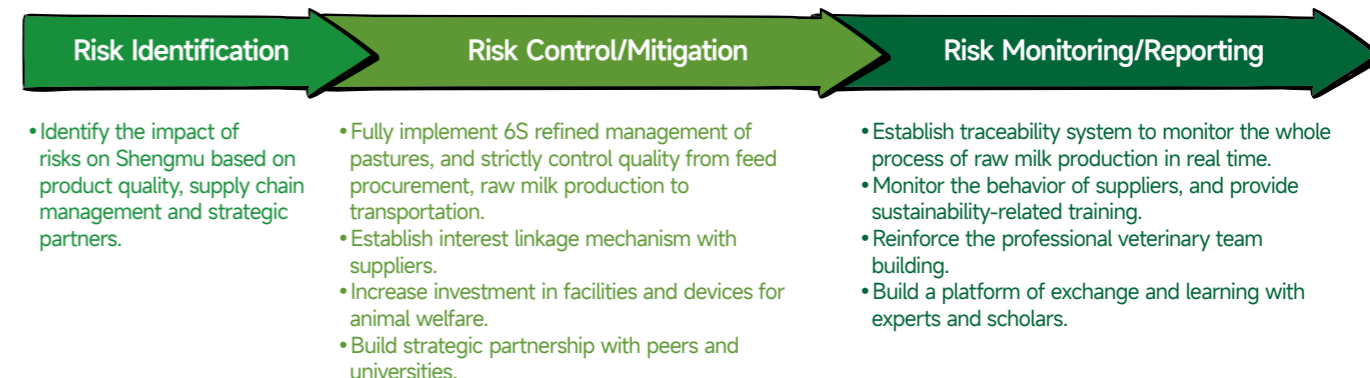 Risk Identification
Risk Control/Mitigation
Risk Monitoring/Reporting
•Identify the impact of
risks on Shengmu based on
product quality, supply chain
management and strategic
partners.
•Fully implement 6S refined management of
pastures, and strictly control quality from feed
procurement, raw milk production to
transportation.
•Establish interest linkage mechanism with
suppliers.
•Increase investment in facilities and devices for
animal welfare.
•Build strategic partnership with peers and
universities.
•Establish traceability system to monitor the whole
process of raw milk production in real time.
•Monitor the behavior of suppliers, and provide
sustainability-related training.
•Reinforce the professional veterinary team
building.
•Build a platform of exchange and learning with
experts and scholars.